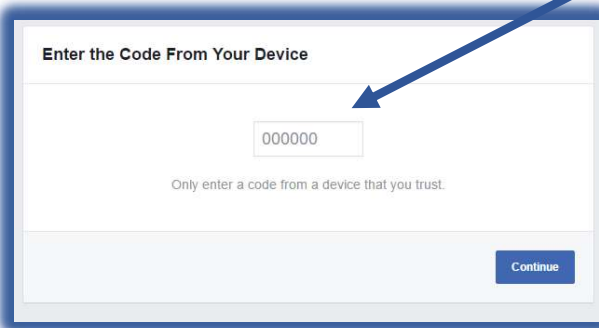 Enter the Code From Your Device
000000
Only enter a code from a device that you trust.
Continue